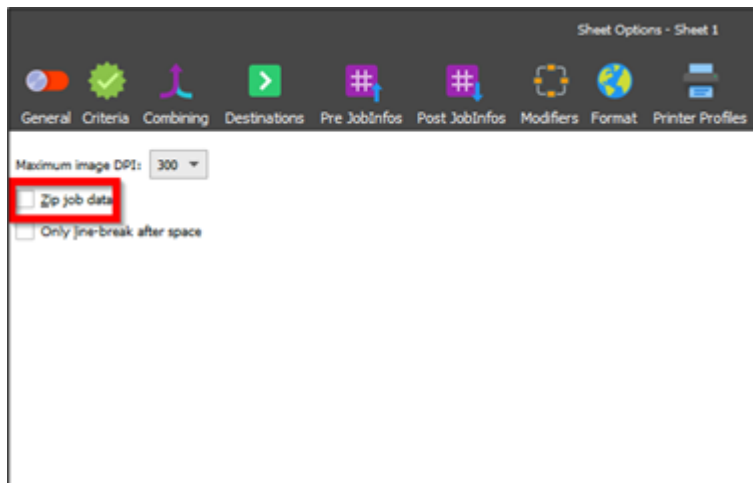 Sheet Options - Sheet 1
General Criteria Combining Destinations Pre JobInfos Post JobInfos Modifiers Format Printer Profiles
Maximum image DPI: 300
Zip job data
Only line-break after space